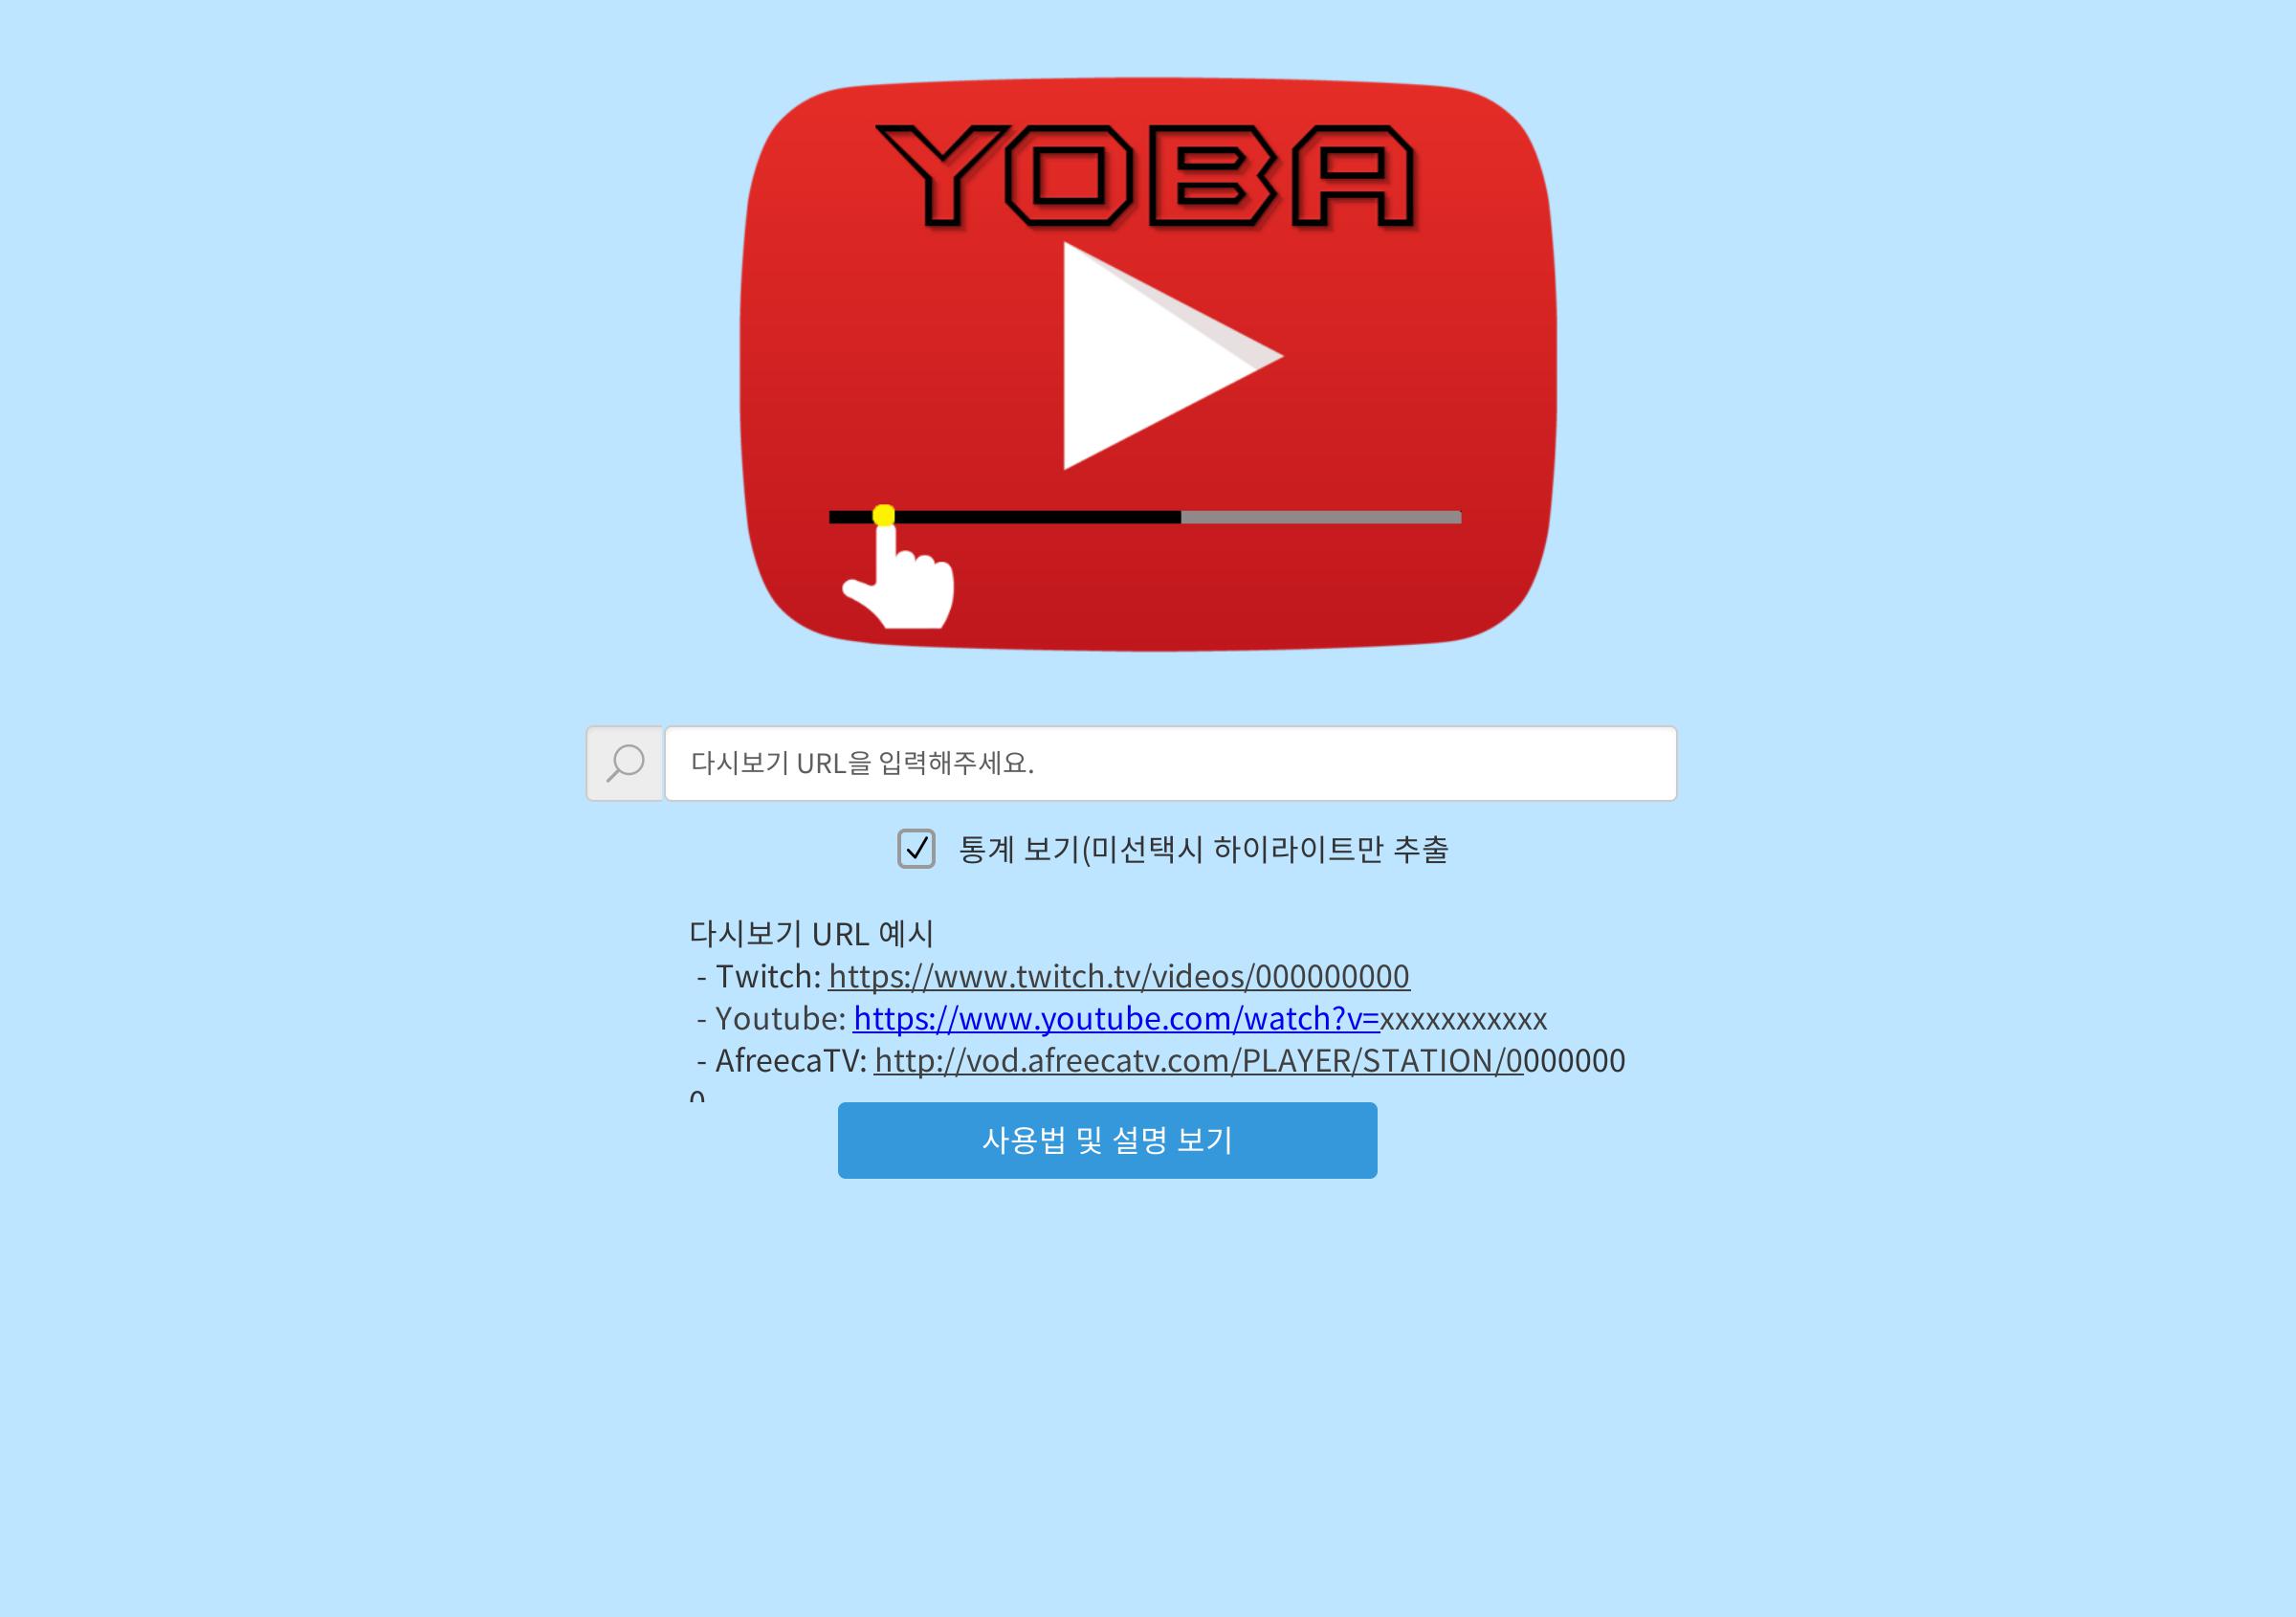 YOBA
다시보기 URL을 입력해주세요.
통계 보기(미선택시 하이라이트만 추출
다시보기 URL 예시
- Twitch: https://www.twitch.tv/videos/000000000
- Youtube: https://www.youtube.com/watch?v=xxxxxxxxxxx
- AfreecaTV: http://vod.afreecatv.com/PLAYER/STATION/0000000
0
사용법 및 설명 보기